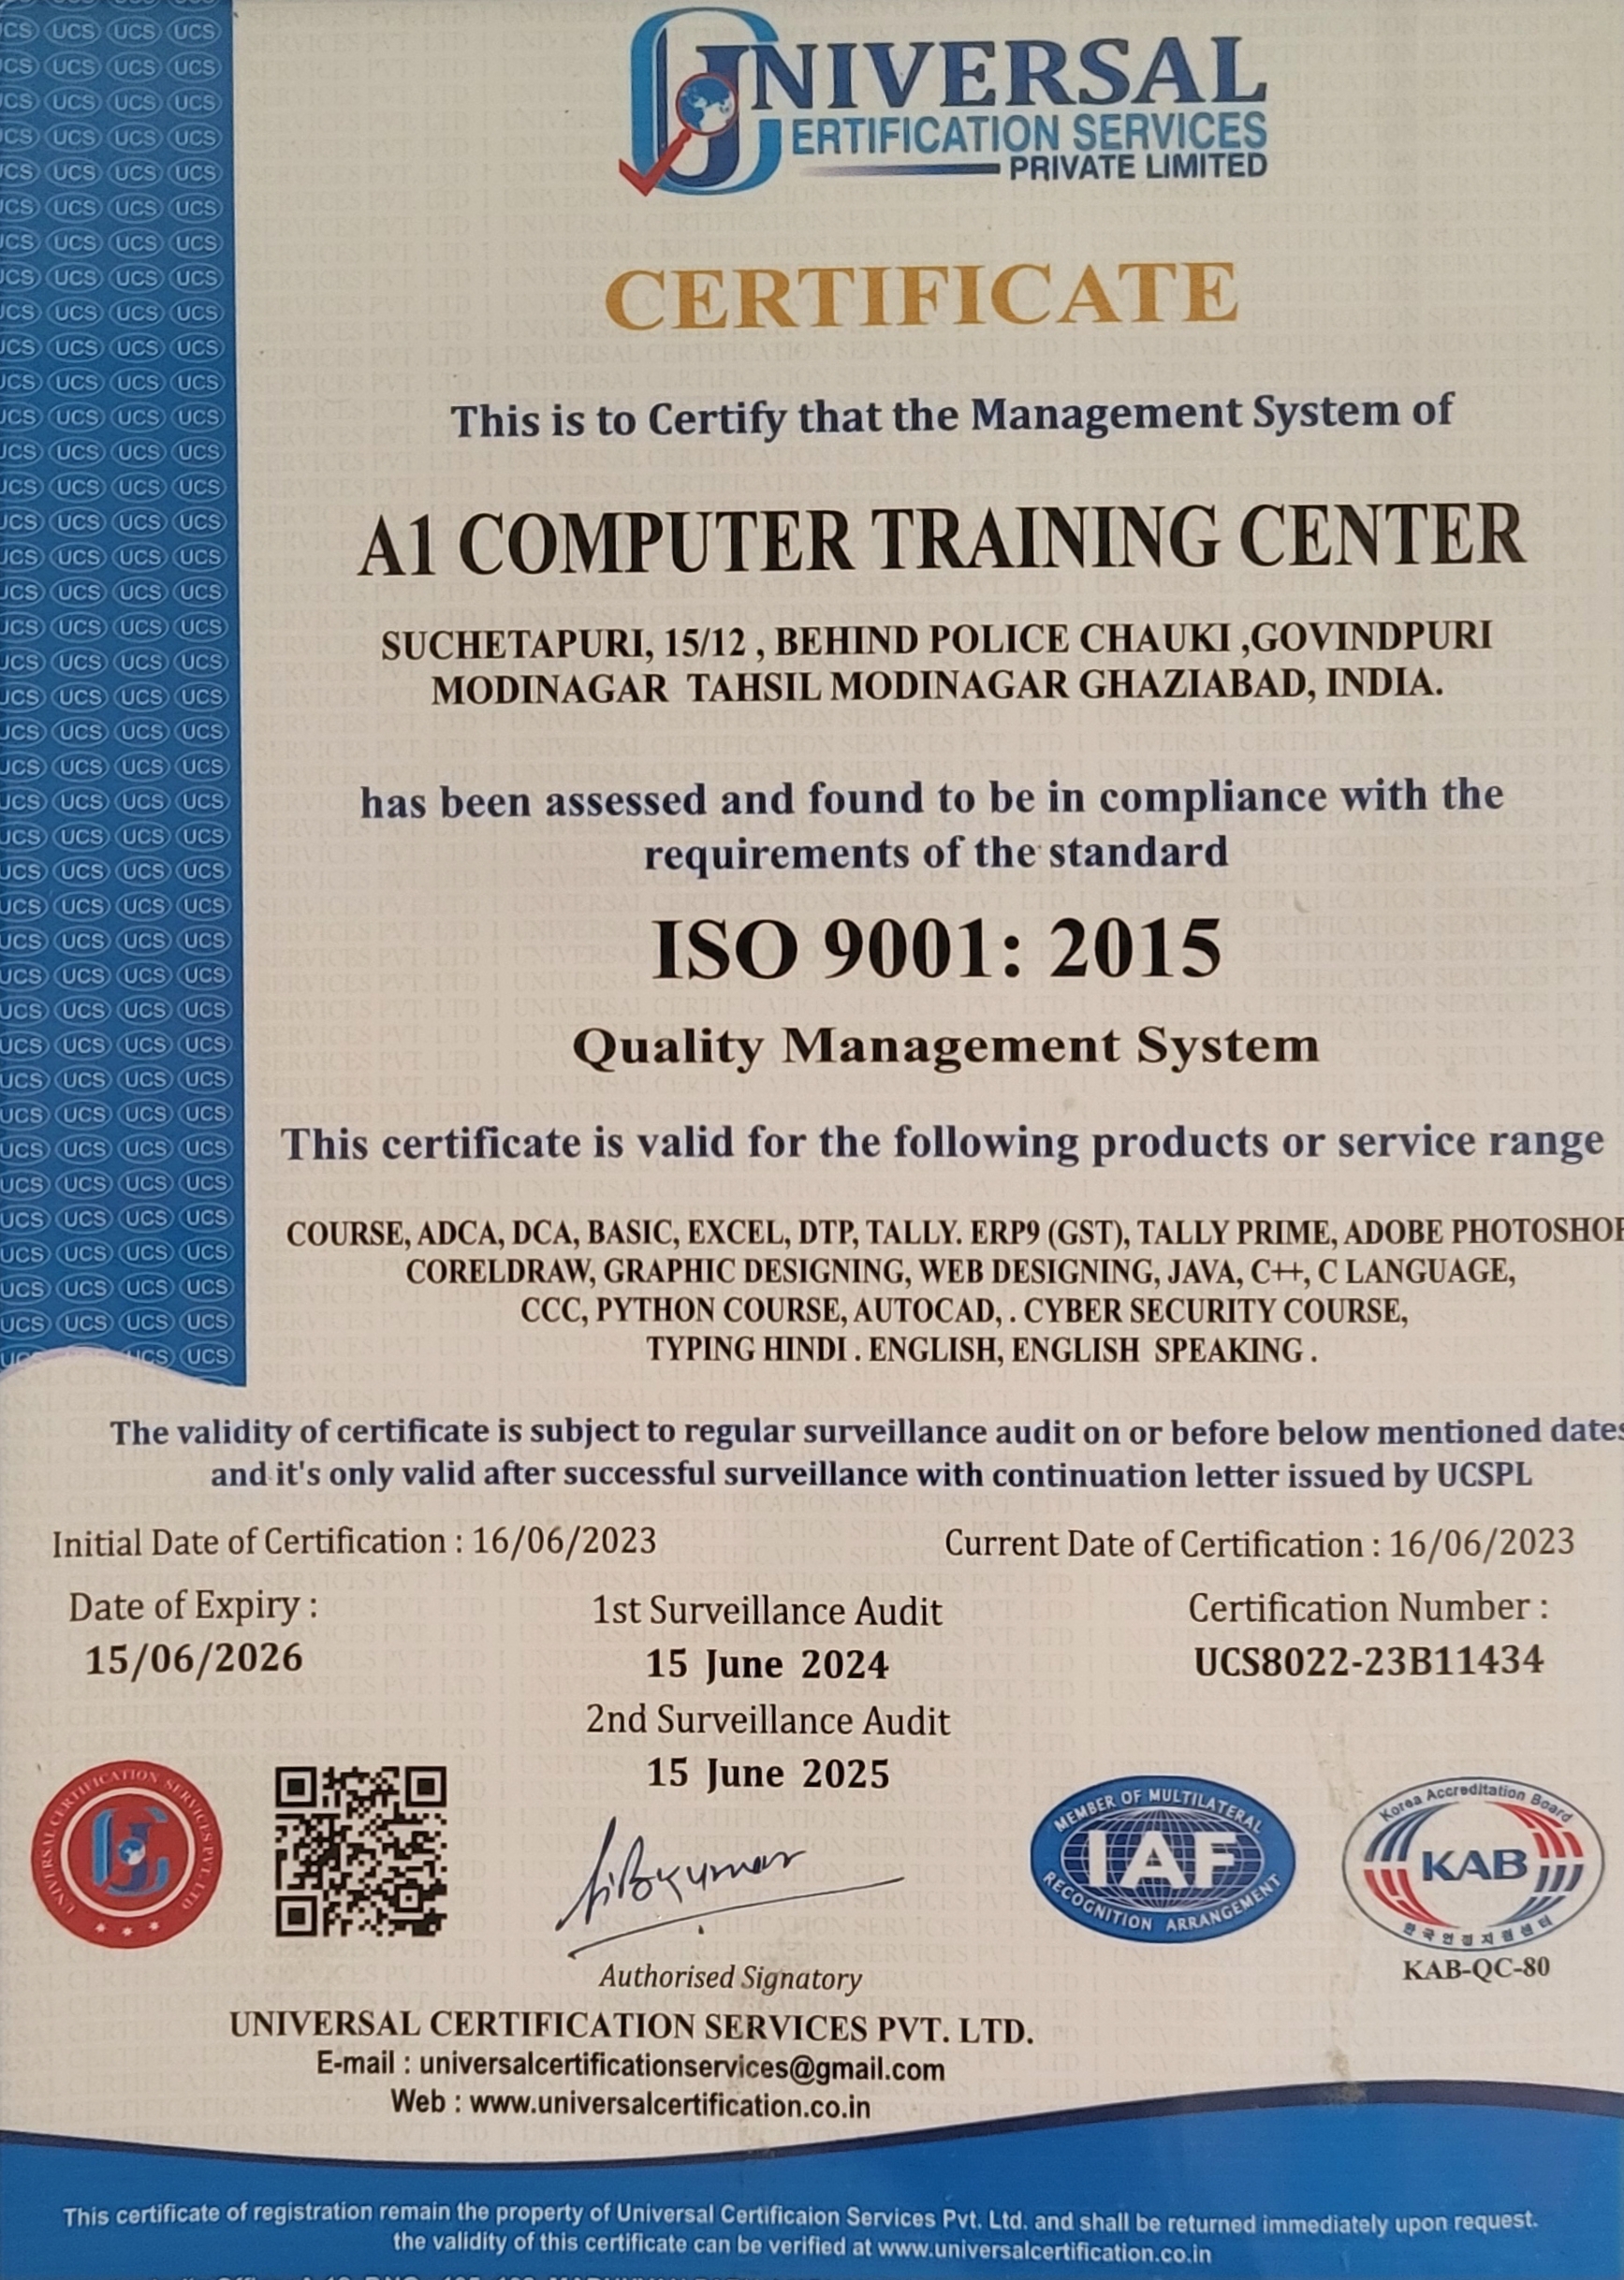 UNIVERSAL
CERTIFICATION SERVICES
PRIVATE LIMITED
CERTIFICATE
This is to Certify that the Management System of
A1 COMPUTER TRAINING CENTER
SUCHETAPURI, 15/12 , BEHIND POLICE CHAUKI ,GOVINDPURI
MODINAGAR TAHSIL MODINAGAR GHAZIABAD, INDIA.
has been assessed and found to be in compliance with the
requirements of the standard
ISO 9001: 2015
Quality Management System
This certificate is valid for the following products or service range
COURSE, ADCA, DCA, BASIC, EXCEL, DTP, TALLY. ERP9 (GST), TALLY PRIME, ADOBE PHOTOSHOP
CORELDRAW, GRAPHIC DESIGNING, WEB DESIGNING, JAVA, C++, C LANGUAGE,
CCC, PYTHON COURSE, AUTOCAD, . CYBER SECURITY COURSE,
TYPING HINDI . ENGLISH, ENGLISH SPEAKING .
The validity of certificate is subject to regular surveillance audit on or before below mentioned dates
and it's only valid after successful surveillance with continuation letter issued by UCSPL
Initial Date of Certification : 16/06/2023
Current Date of Certification : 16/06/2023
Date of Expiry :
15/06/2026
1st Surveillance Audit
15 June 2024
2nd Surveillance Audit
15 June 2025
Certification Number :
UCS8022-23B11434
UNIVERSAL CERTIFICATION SERVICES PVT. LTD
MEMBER OF MULTILATERAL
IAF
RECOGNITION ARRANGEMENT
Korea Accreditation Board
KAB
KAB-QC-80
Authorised Signatory
UNIVERSAL CERTIFICATION SERVICES PVT. LTD.
E-mail : universalcertificationservices@gmail.com
Web : www.universalcertification.co.in
This certificate of registration remain the property of Universal Certificaion Services Pvt. Ltd. and shall be returned immediately upon request.
the validity of this certificate can be verified at www.universalcertification.co.in